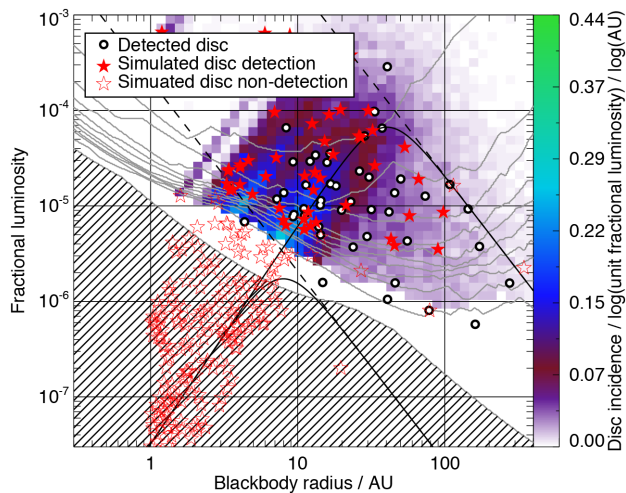 10⁻³
10⁻⁴
10⁻⁵
10⁻⁶
10⁻⁷
Fractional luminosity
Detected disc
Simulated disc detection
Simuated disc non-detection
1
10
100
Blackbody radius / AU
0.44
0.37
0.29
0.22
0.15
0.07
0.00
Disc incidence / log(unit fractional luminosity) / log(AU)